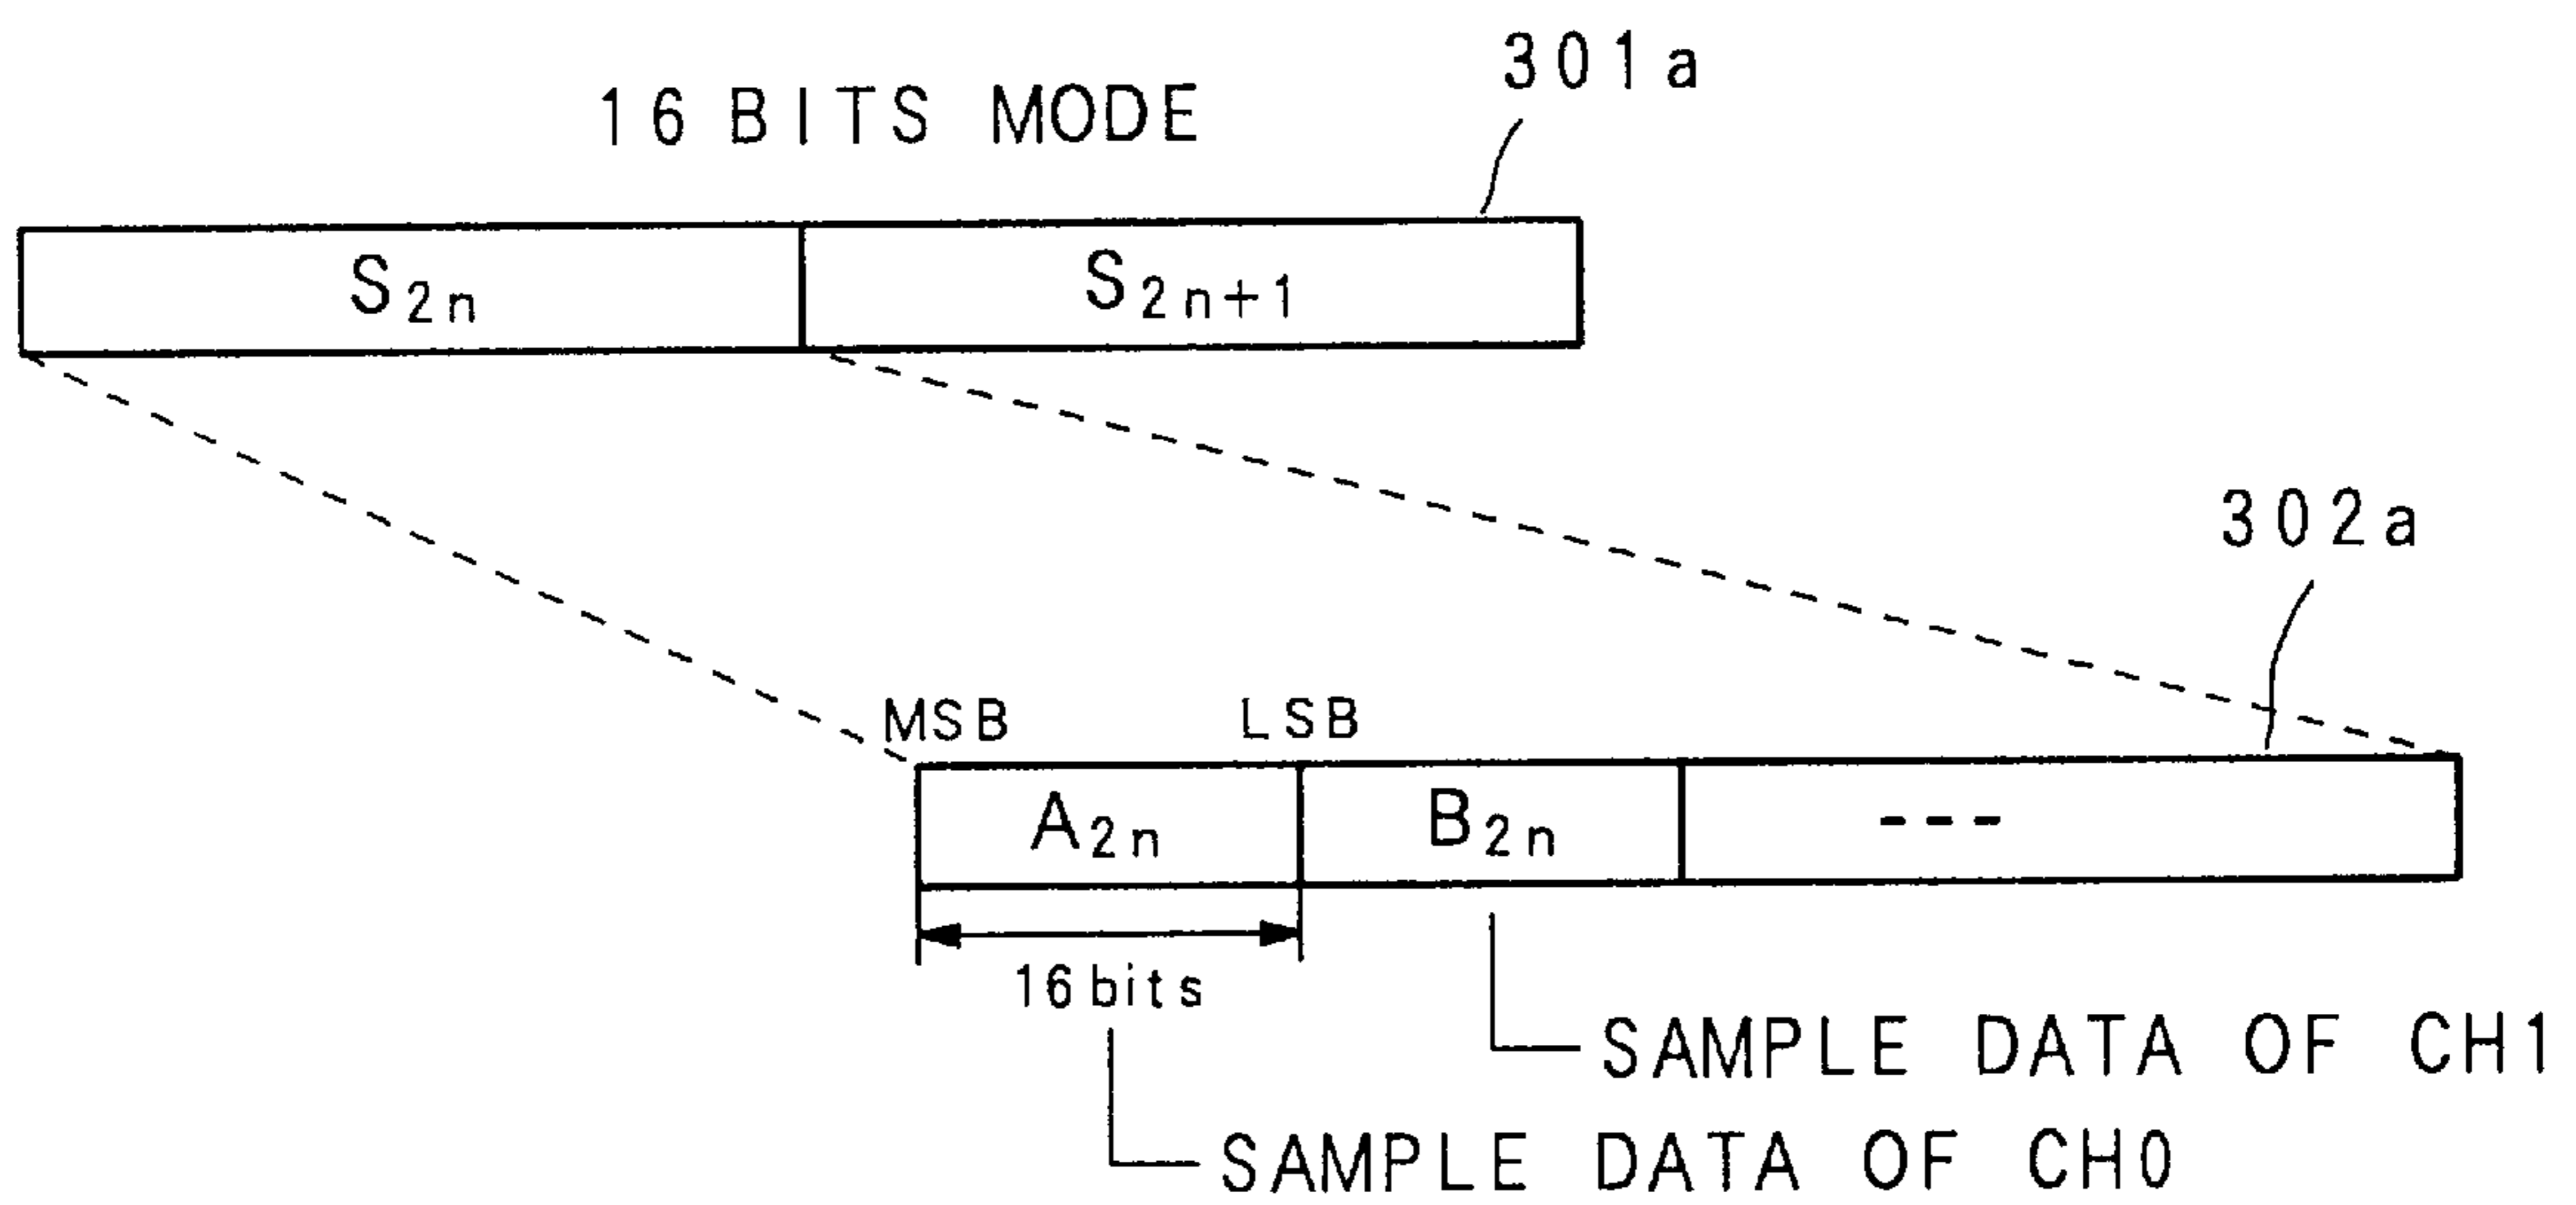 301a
16 BITS MODE
S2n S2n+1
302a
MSB LSB
A2n B2n ---
16bits
SAMPLE DATA OF CH1
SAMPLE DATA OF CH0